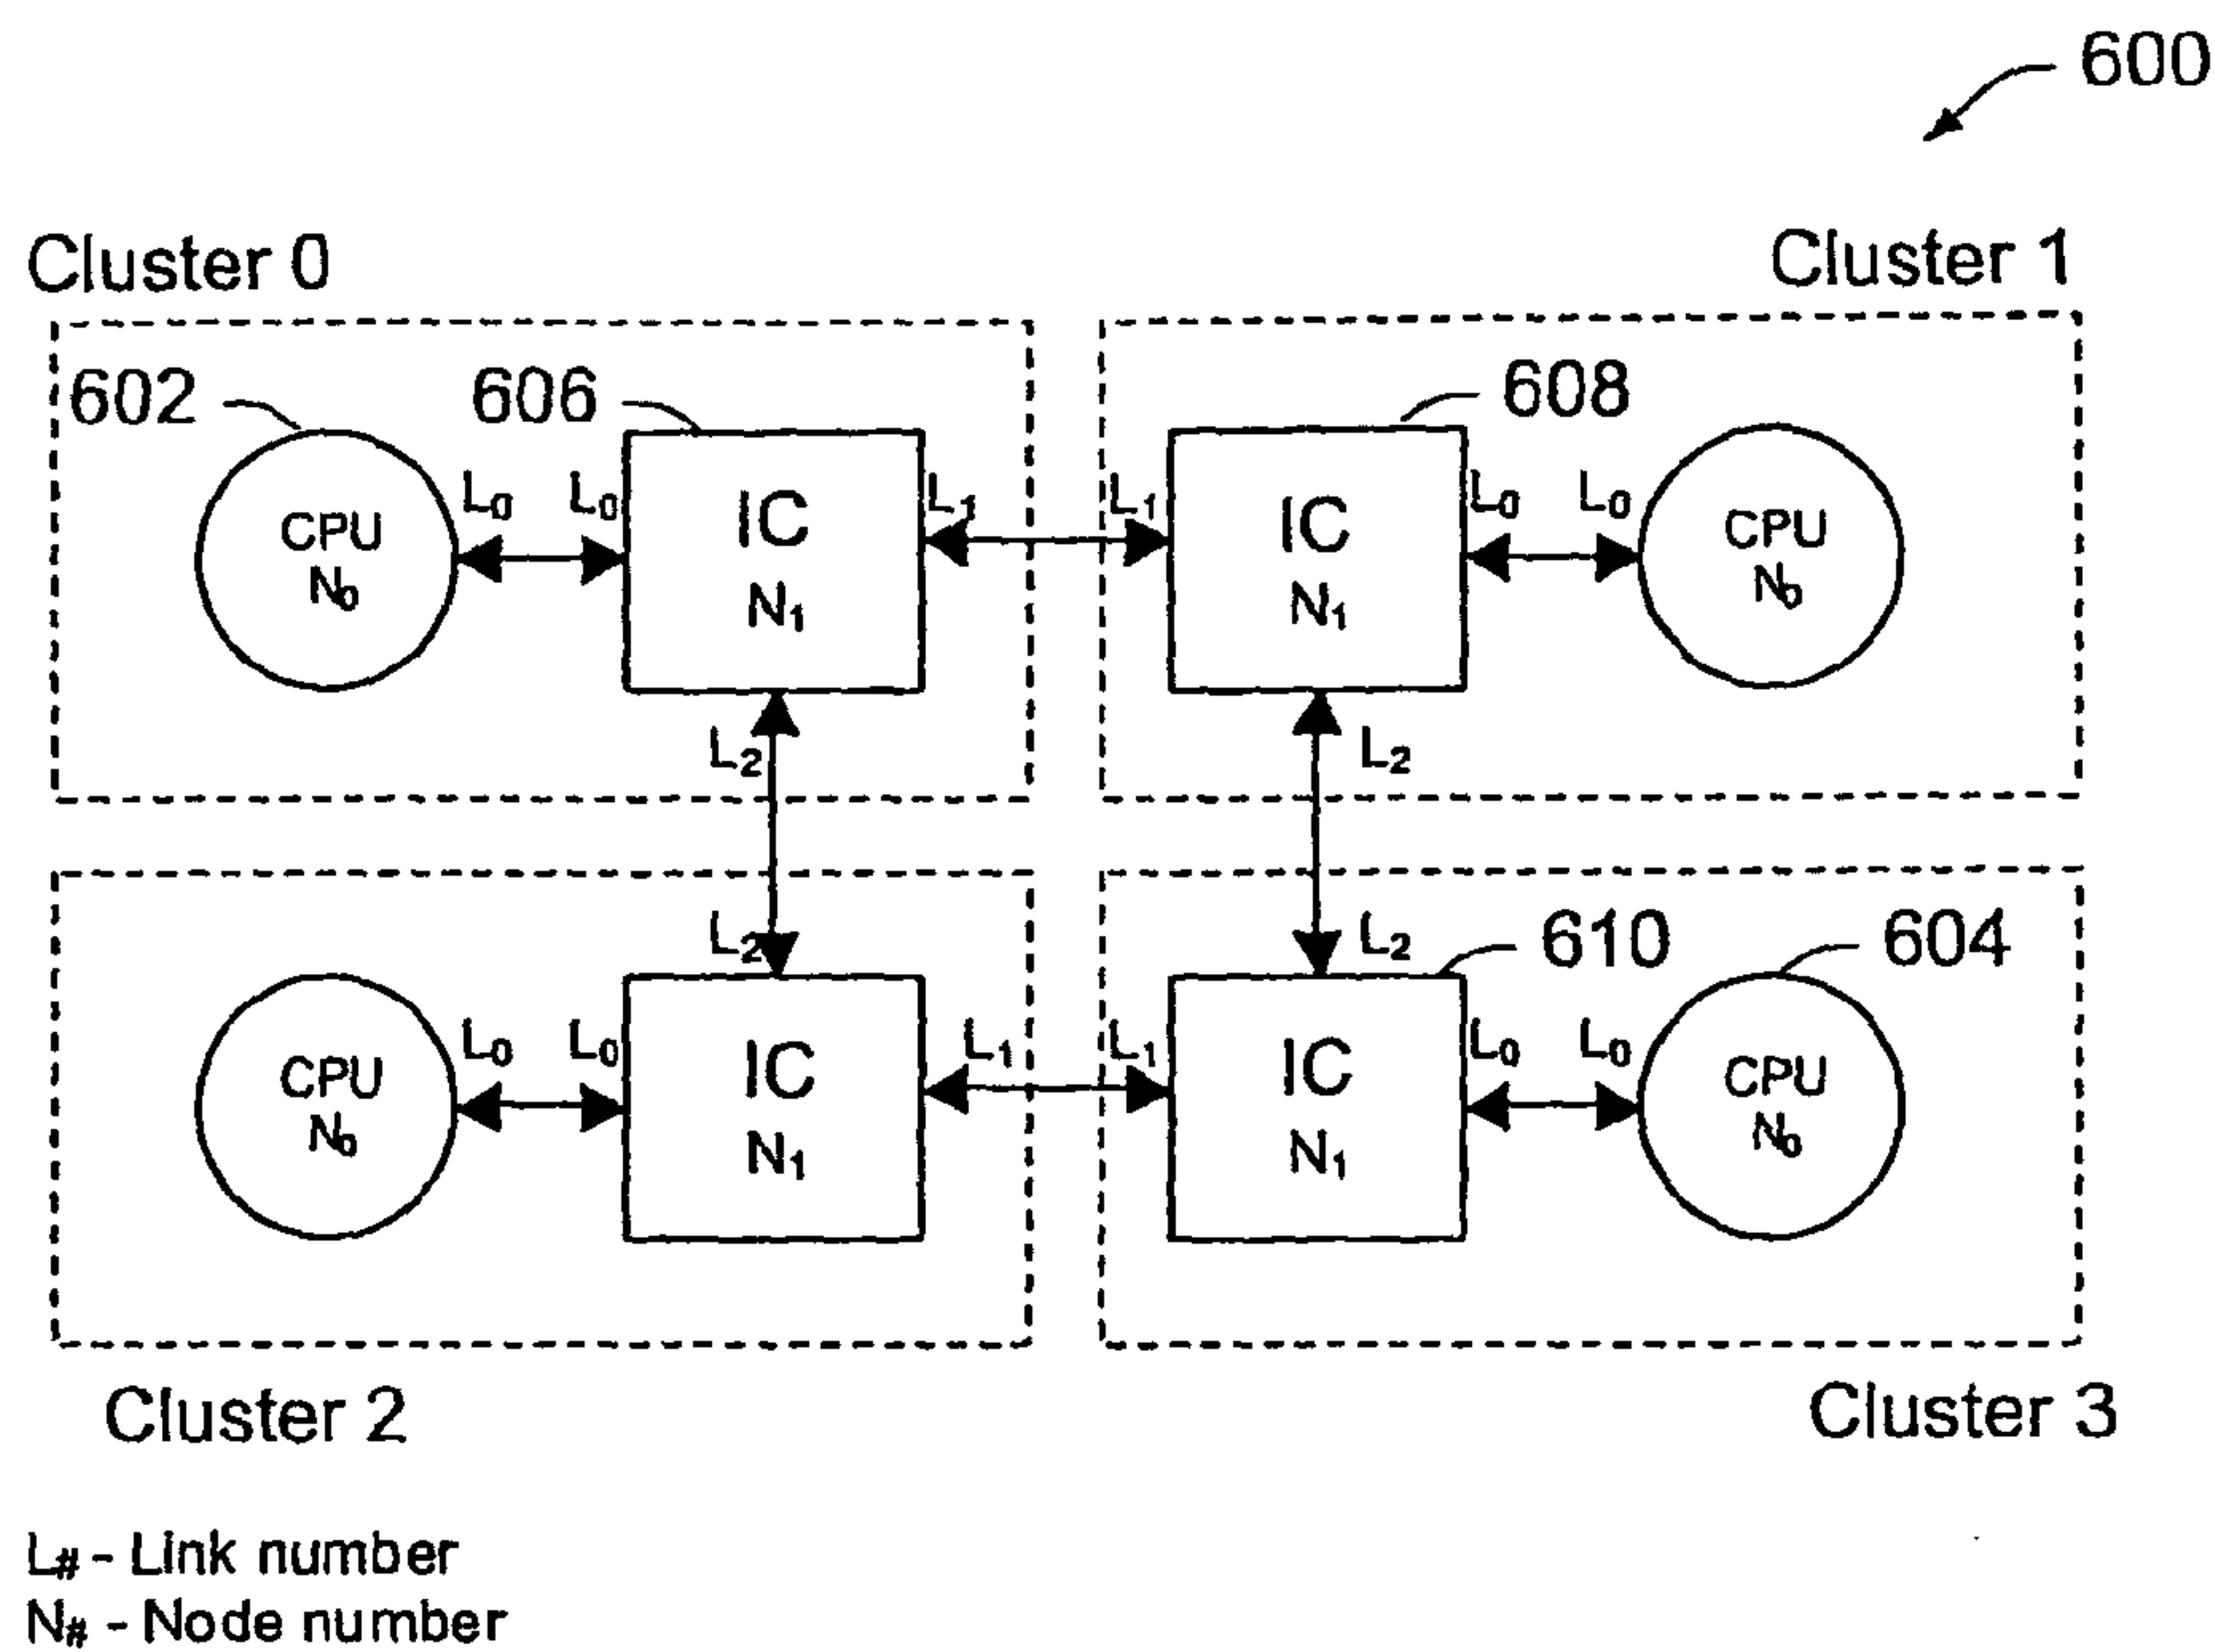 600
Cluster 0
Cluster 1
602
606
608
CPU
N0
L0
L0
IC
N1
L1
L1
IC
N1
L0
L0
CPU
N0
L2
L2
L2
L2
610
604
CPU
N0
L0
L0
IC
N1
L1
L1
IC
N1
L0
L0
CPU
N0
Cluster 2
Cluster 3
L# - Link number
N# - Node number